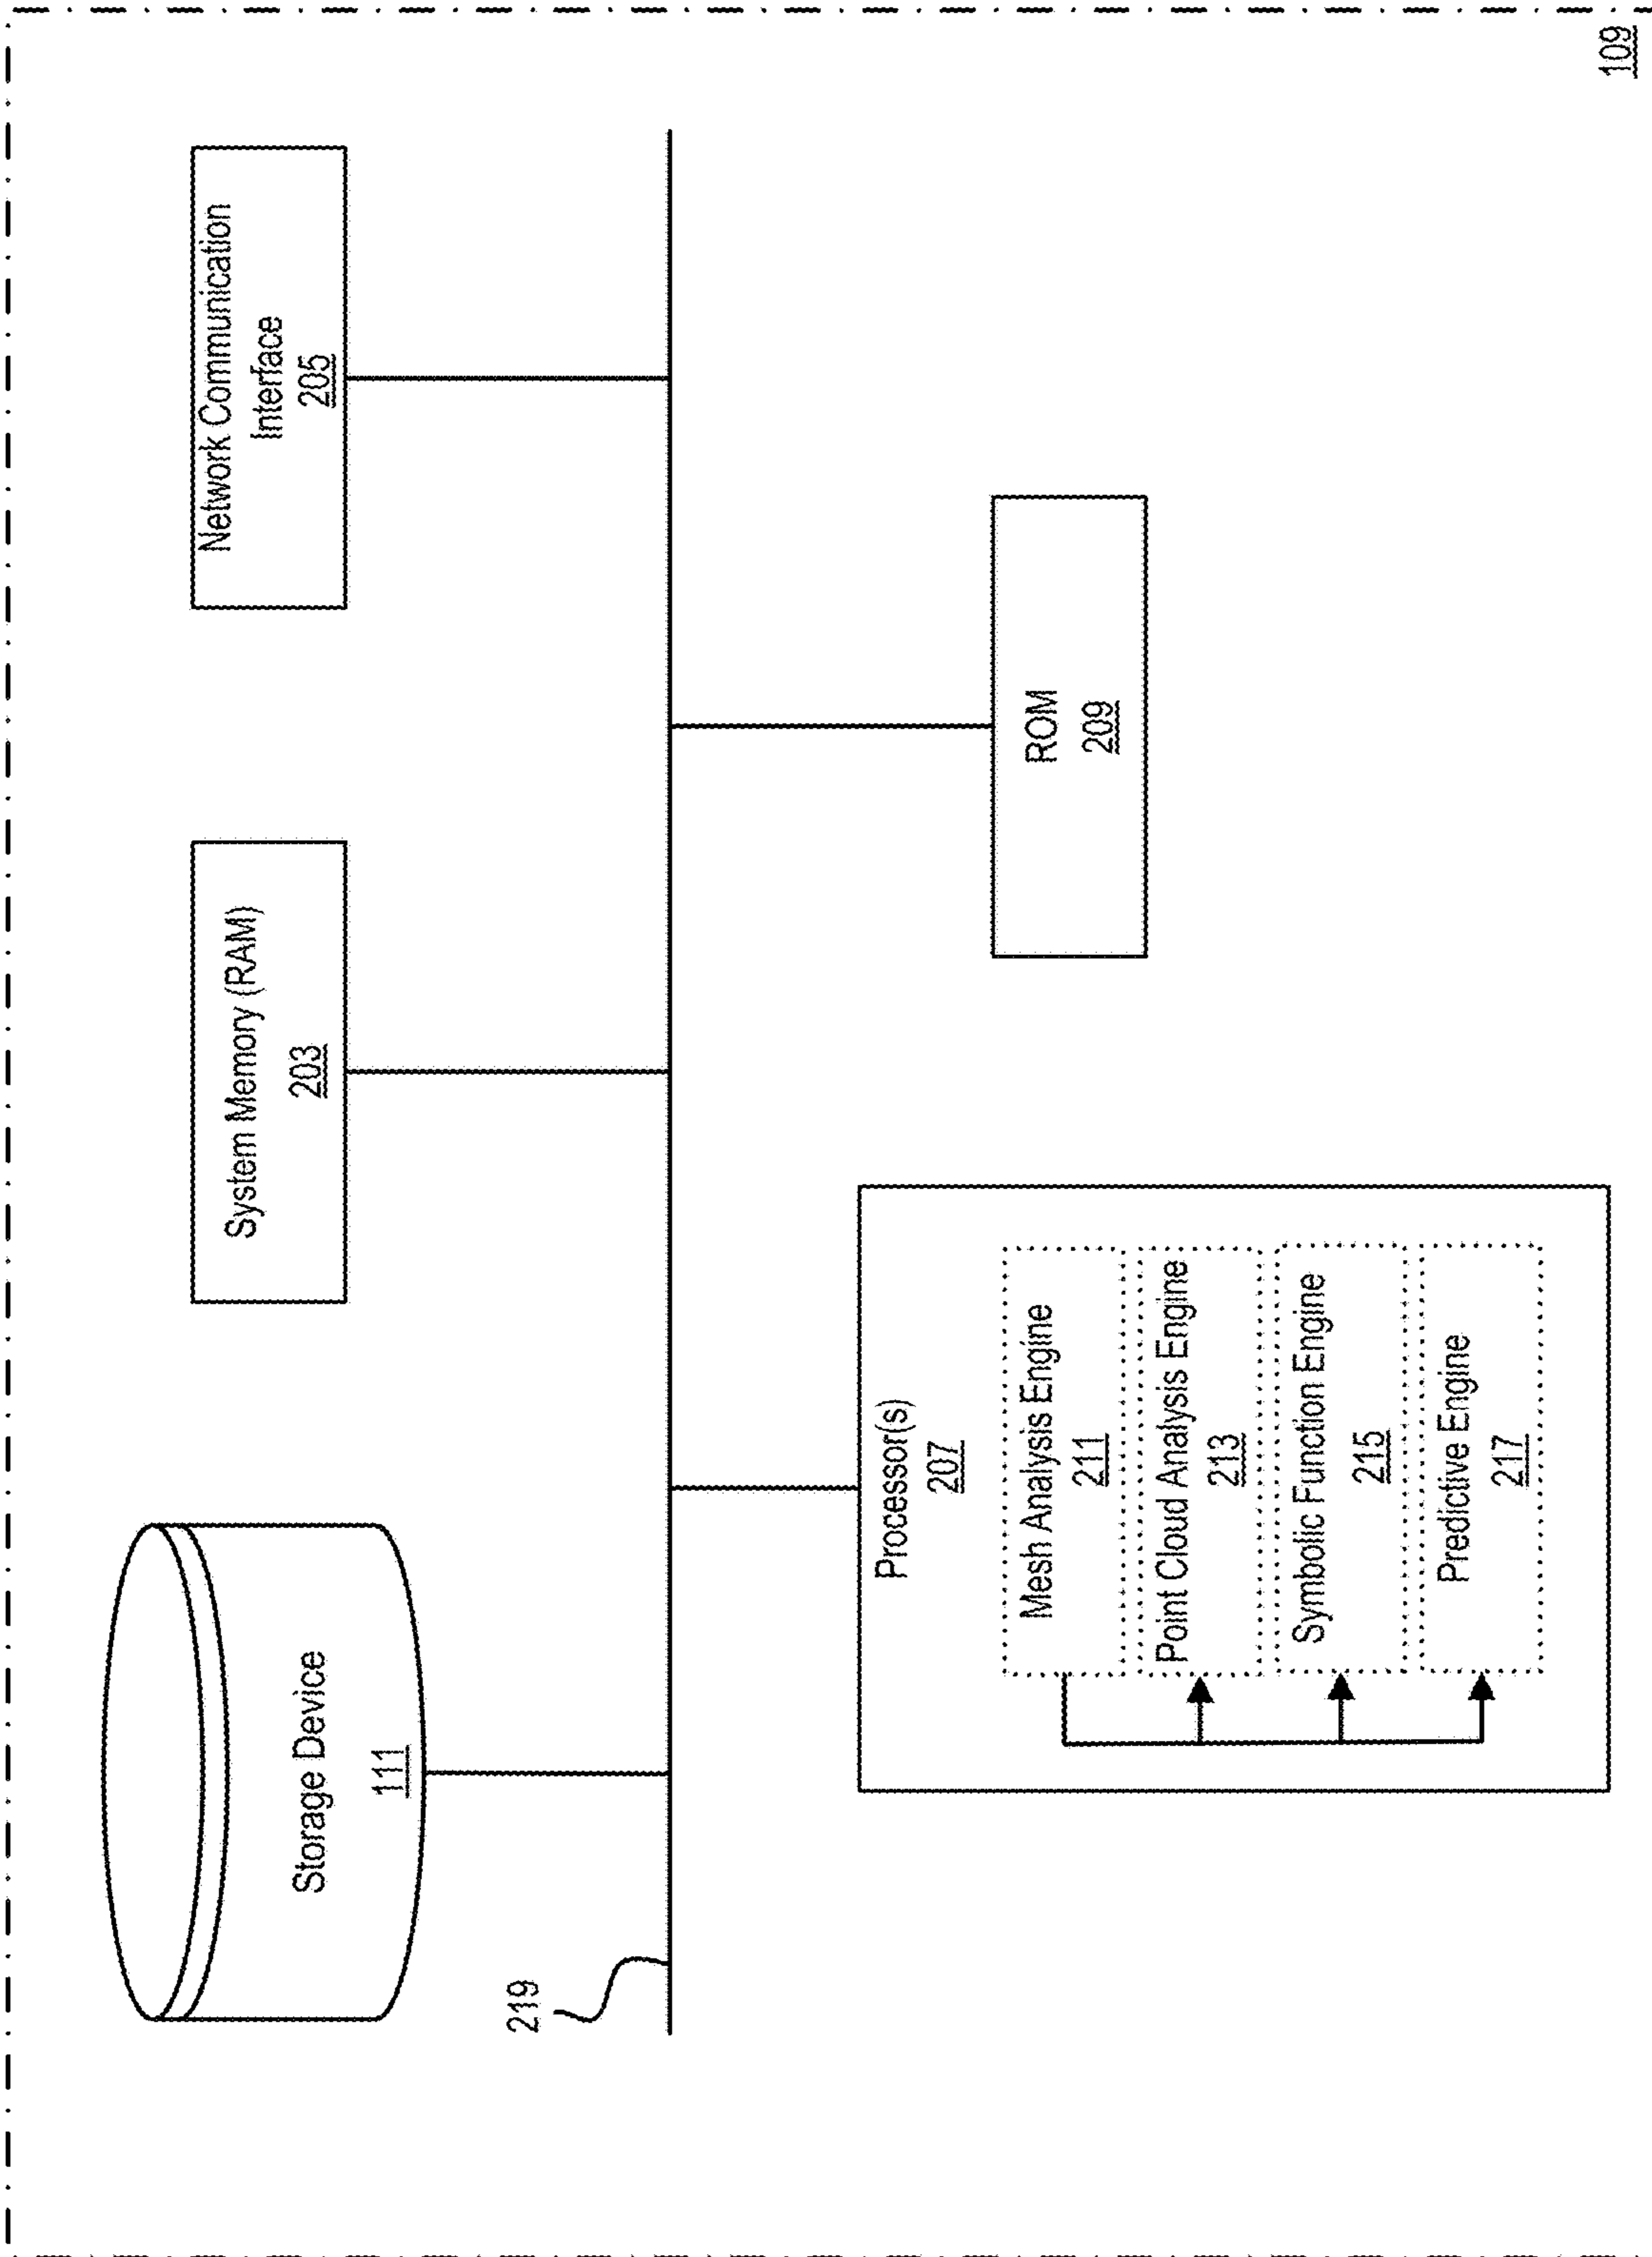 Storage Device
111
System Memory (RAM)
203
Network Communication
Interface
205
219
Processor(s)
207
Mesh Analysis Engine
211
Point Cloud Analysis Engine
213
Symbolic Function Engine
215
Predictive Engine
217
ROM
209
109